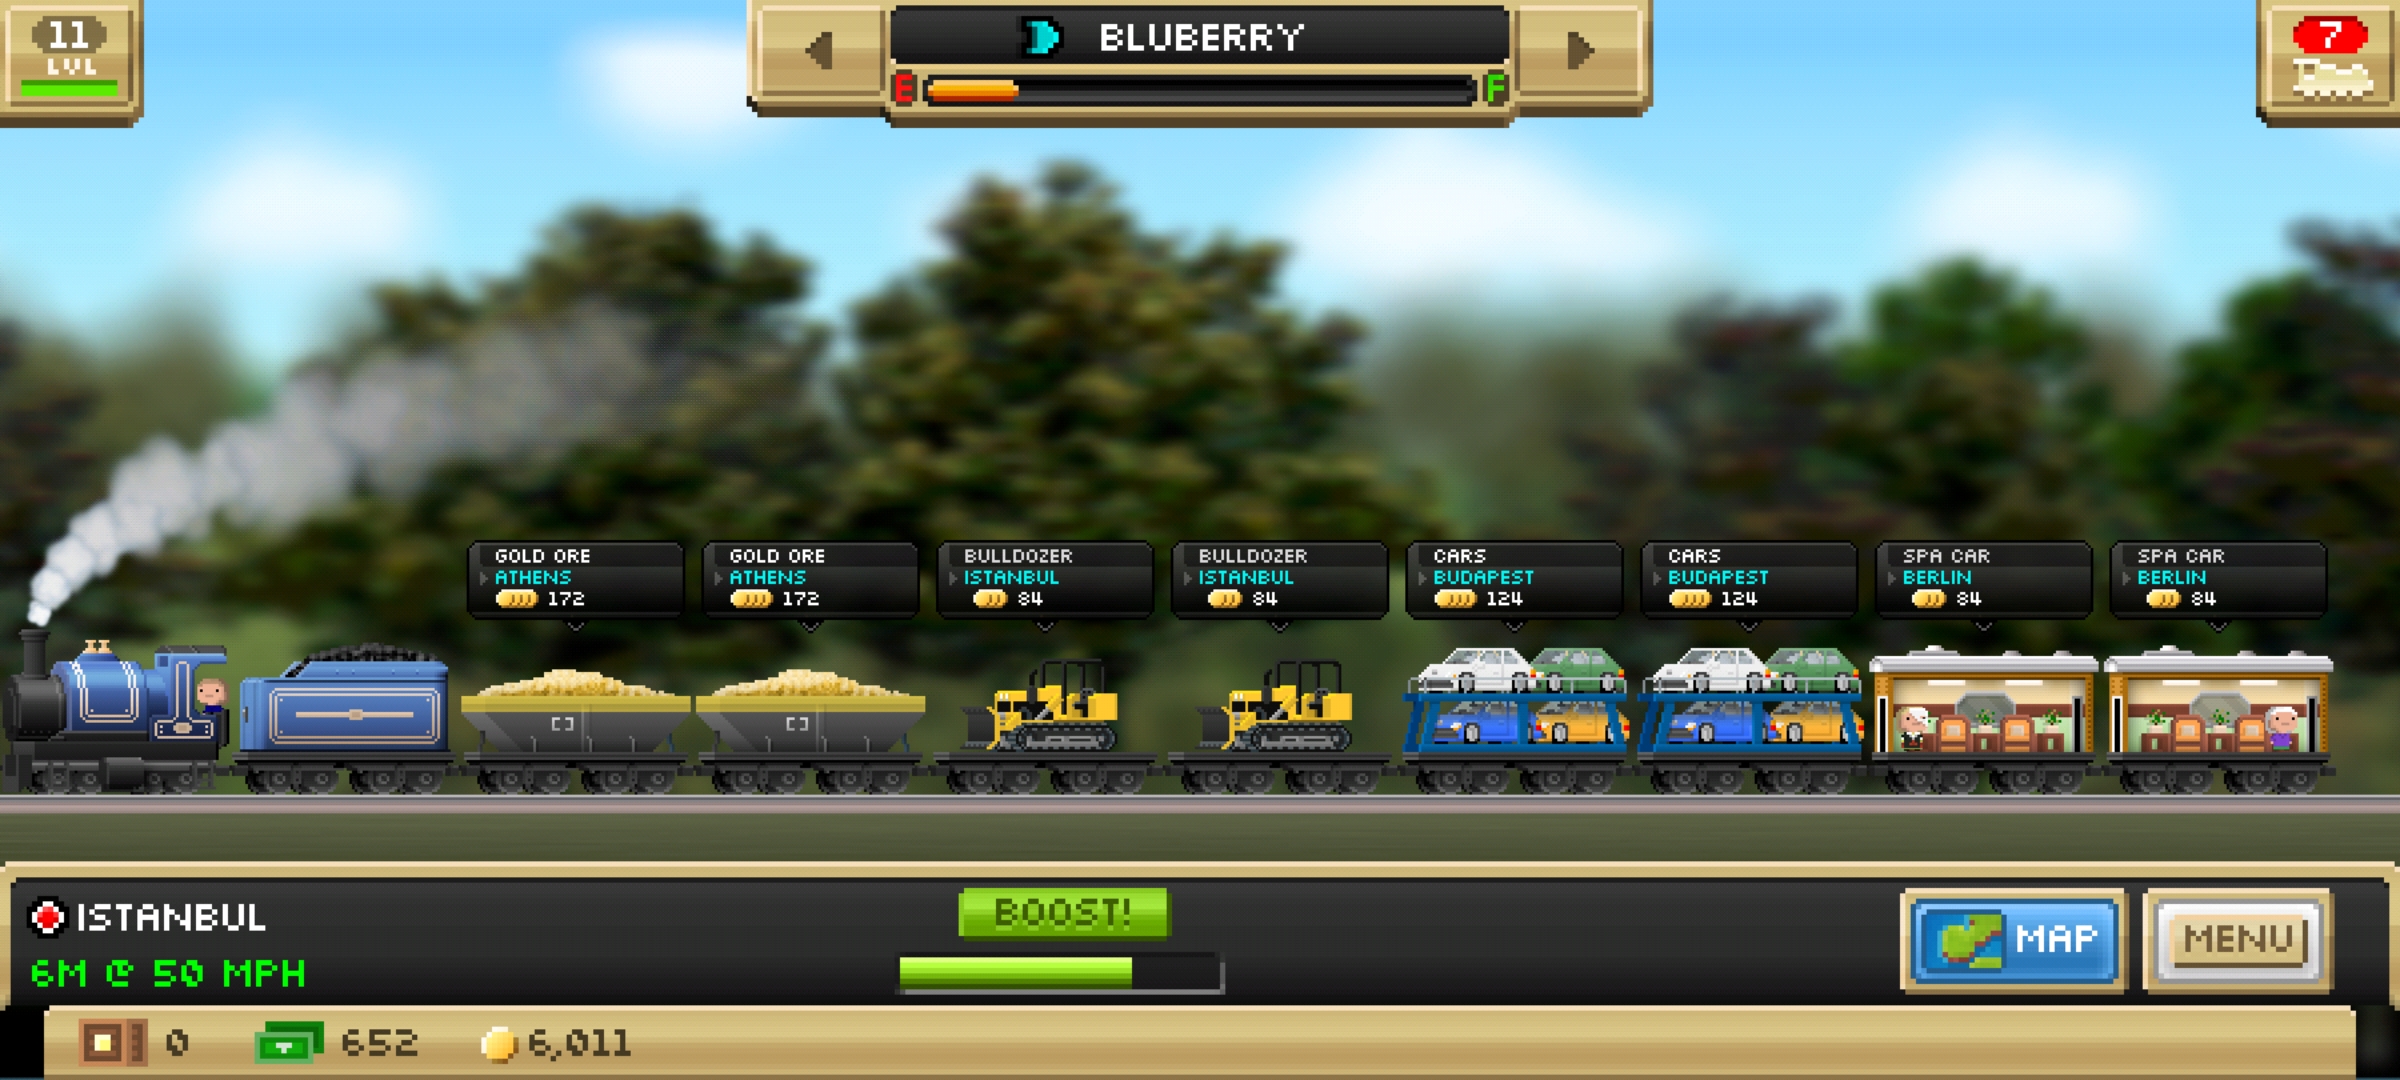 11
LVL
BLUBERRY
E
F
7
GOLD ORE
ATHENS
172
GOLD ORE
ATHENS
172
BULLDOZER
ISTANBUL
84
BULLDOZER
ISTANBUL
84
CARS
BUDAPEST
124
CARS
BUDAPEST
124
SPA CAR
BERLIN
84
SPA CAR
BERLIN
84
ISTANBUL
6M @ 50 MPH
BOOST!
MAP
MENU
0
652
6,011